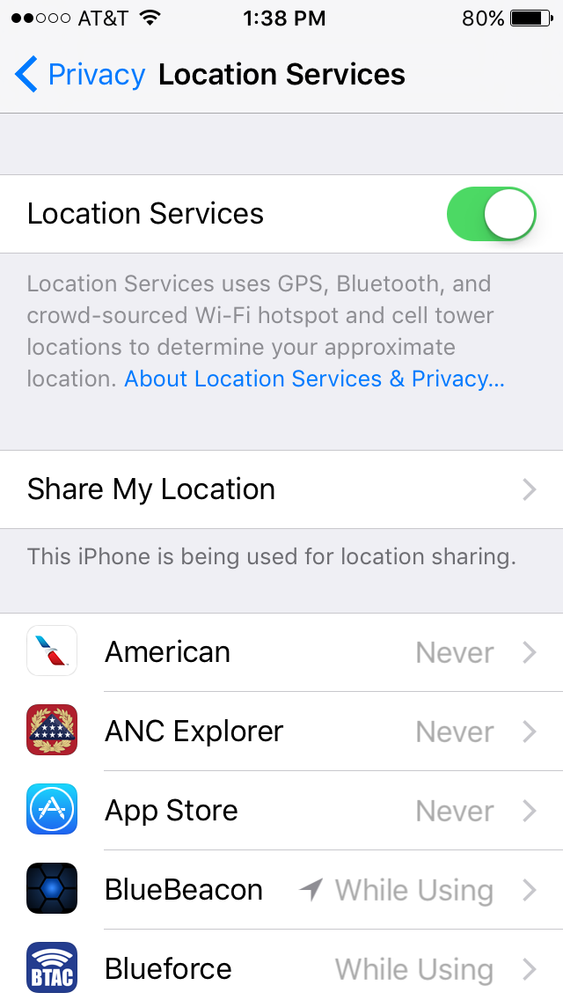 AT&T 1:38 PM 80%
Privacy Location Services
Location Services
Location Services uses GPS, Bluetooth, and
crowd-sourced Wi-Fi hotspot and cell tower
locations to determine your approximate
location. About Location Services & Privacy...
Share My Location
This iPhone is being used for location sharing.
American Never
ANC Explorer Never
App Store Never
BlueBeacon While Using
BTAC Blueforce While Using